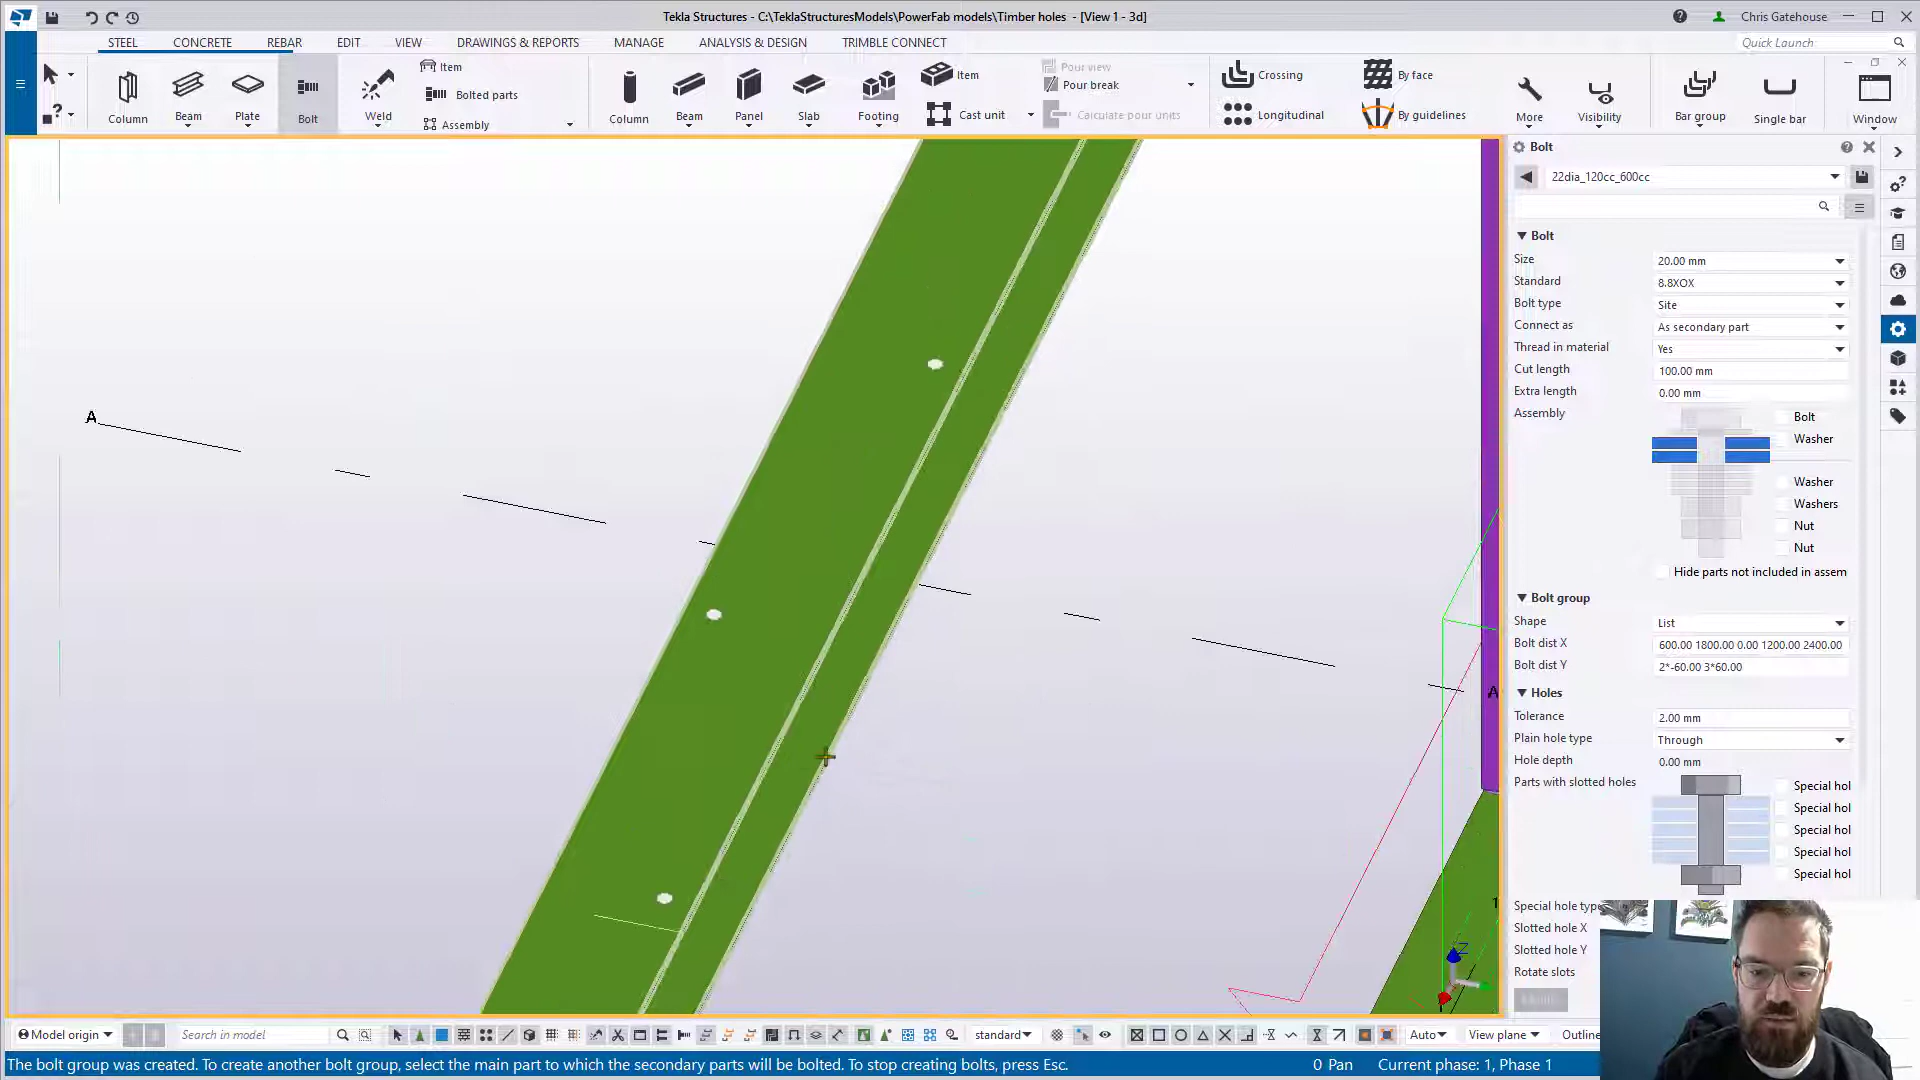 Tekla Structures - C:\TeklaStructuresModels\PowerFab models\Timber holes - [View 1 - 3d]
Chris Gatehouse
STEEL CONCRETE REBAR EDIT VIEW DRAWINGS & REPORTS MANAGE ANALYSIS & DESIGN TRIMBLE CONNECT
Quick Launch
Column Beam Plate Bolt Weld
Item
Bolted parts
Assembly
Column Beam Panel Slab Footing
Item
Cast unit
Pour view
Pour break
Calculate pour units
Crossing
Longitudinal
By face
By guidelines
More Visibility Bar group Single bar Window
A
A
1
Z
Bolt
22dia_120cc_600cc
Bolt
Size 20.00 mm
Standard 8.8XOX
Bolt type Site
Connect as As secondary part
Thread in material Yes
Cut length 100.00 mm
Extra length 0.00 mm
Assembly
Bolt
Washer
Washer
Washers
Nut
Nut
Hide parts not included in assem
Bolt group
Shape List
Bolt dist X 600.00 1800.00 0.00 1200.00 2400.00
Bolt dist Y 2*-60.00 3*60.00
Holes
Tolerance 2.00 mm
Plain hole type Through
Hole depth 0.00 mm
Parts with slotted holes
Special hol
Special hol
Special hol
Special hol
Special hol
Special hole type
Slotted hole X
Slotted hole Y
Rotate slots
Model origin Search in model standard Auto View plane Outline
The bolt group was created. To create another bolt group, select the main part to which the secondary parts will be bolted. To stop creating bolts, press Esc.
0 Pan Current phase: 1, Phase 1